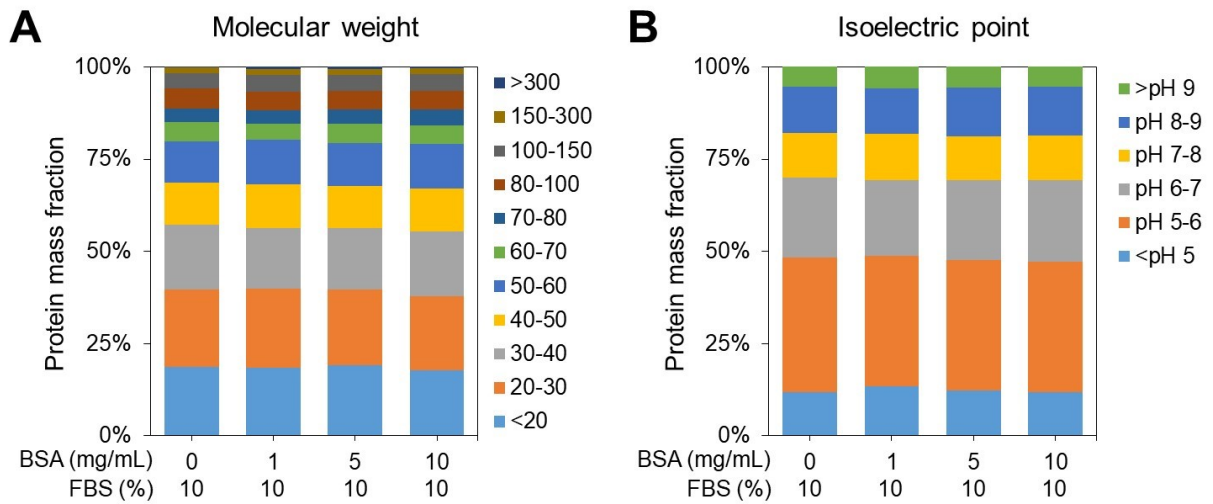 A
Molecular weight
Protein mass fraction
100%
75%
50%
25%
0%
>300
150-300
100-150
80-100
70-80
60-70
50-60
40-50
30-40
20-30
<20
BSA (mg/mL) 0 1 5 10
FBS (%) 10 10 10 10
B
Isoelectric point
Protein mass fraction
100%
75%
50%
25%
0%
>pH 9
pH 8-9
pH 7-8
pH 6-7
pH 5-6
<pH 5
BSA (mg/mL) 0 1 5 10
FBS (%) 10 10 10 10